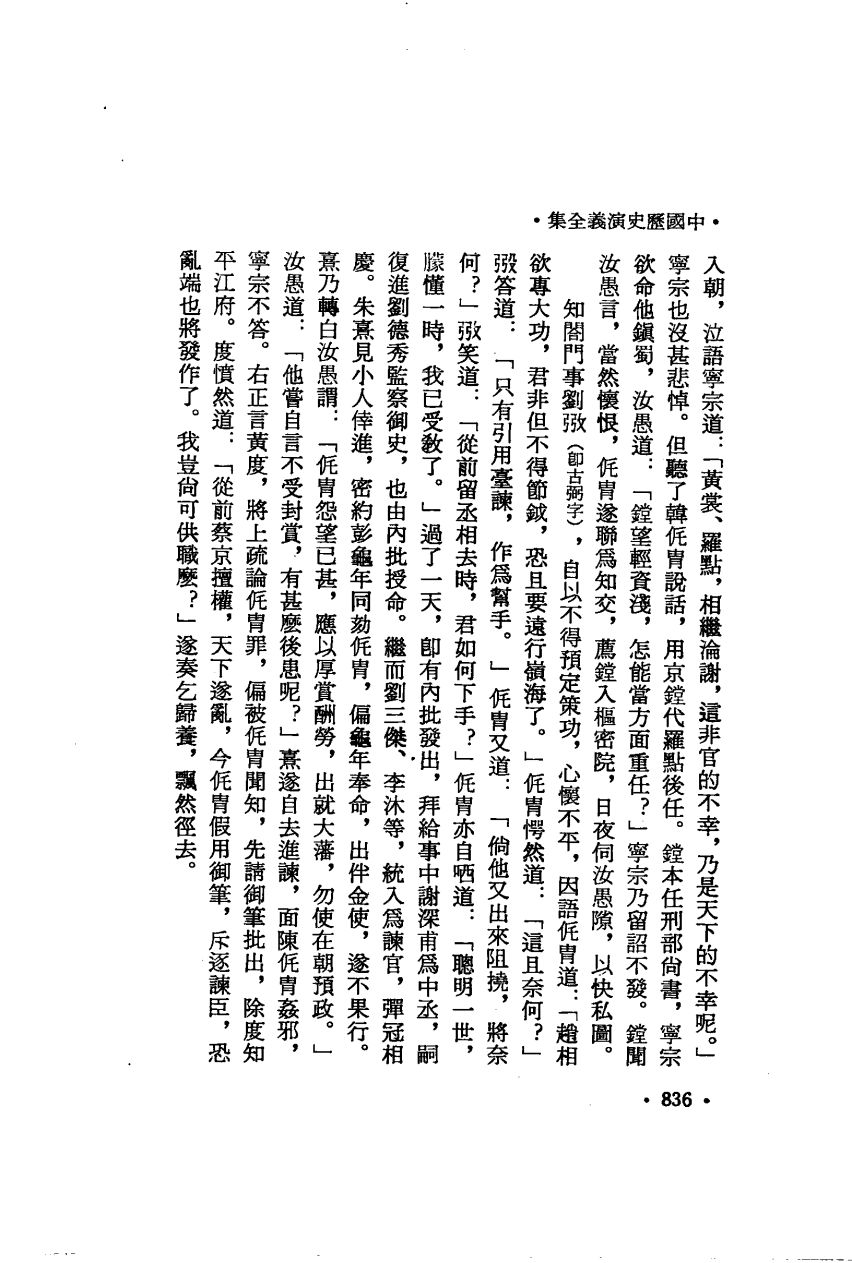 •中國歷史演義全集•
入朝，泣語寧宗道：「黃裳、羅點，相繼淪謝，這非官的不幸，乃是天下的不幸呢。」
寧宗也沒甚悲悼。但聽了韓侂冑說話，用京鏜代羅點後任。鏜本任刑部尙書，寧宗
欲命他鎭蜀，汝愚道：「鏜望輕資淺，怎能當方面重任？」寧宗乃留詔不發。鏜聞
汝愚言，當然懷恨，侂冑遂聯爲知交，薦鏜入樞密院，日夜伺汝愚隙，以快私圖。
知閤門事劉㢸（卽古弼字），自以不得預定策功，心懷不平，因語侂冑道：「趙相
欲專大功，君非但不得節鉞，恐且要遠行嶺海了。」侂冑愕然道：「這且奈何？」
㢸答道：「只有引用臺諫，作爲幫手。」侂冑又道：「倘他又出來阻撓，將奈
何？」㢸笑道：「從前留丞相去時，君如何下手？」侂冑亦自哂道：「聰明一世，
朦懂一時，我已受敎了。」過了一天，卽有內批發出，拜給事中謝深甫爲中丞，嗣
復進劉德秀監察御史，也由內批授命。繼而劉三傑、李沐等，統入爲諫官，彈冠相
慶。朱熹見小人倖進，密約彭龜年同劾侂冑，偏龜年奉命，出伴金使，遂不果行。
熹乃轉白汝愚謂：「侂冑怨望已甚，應以厚賞酬勞，出就大藩，勿使在朝預政。」
汝愚道：「他嘗自言不受封賞，有甚麽後患呢？」熹遂自去進諫，面陳侂冑姦邪，
寧宗不答。右正言黃度，將上疏論侂冑罪，偏被侂冑聞知，先請御筆批出，除度知
平江府。度憤然道：「從前蔡京擅權，天下遂亂，今侂冑假用御筆，斥逐諫臣，恐
亂端也將發作了。我豈尙可供職麽？」遂奏乞歸養，飄然徑去。
•836•